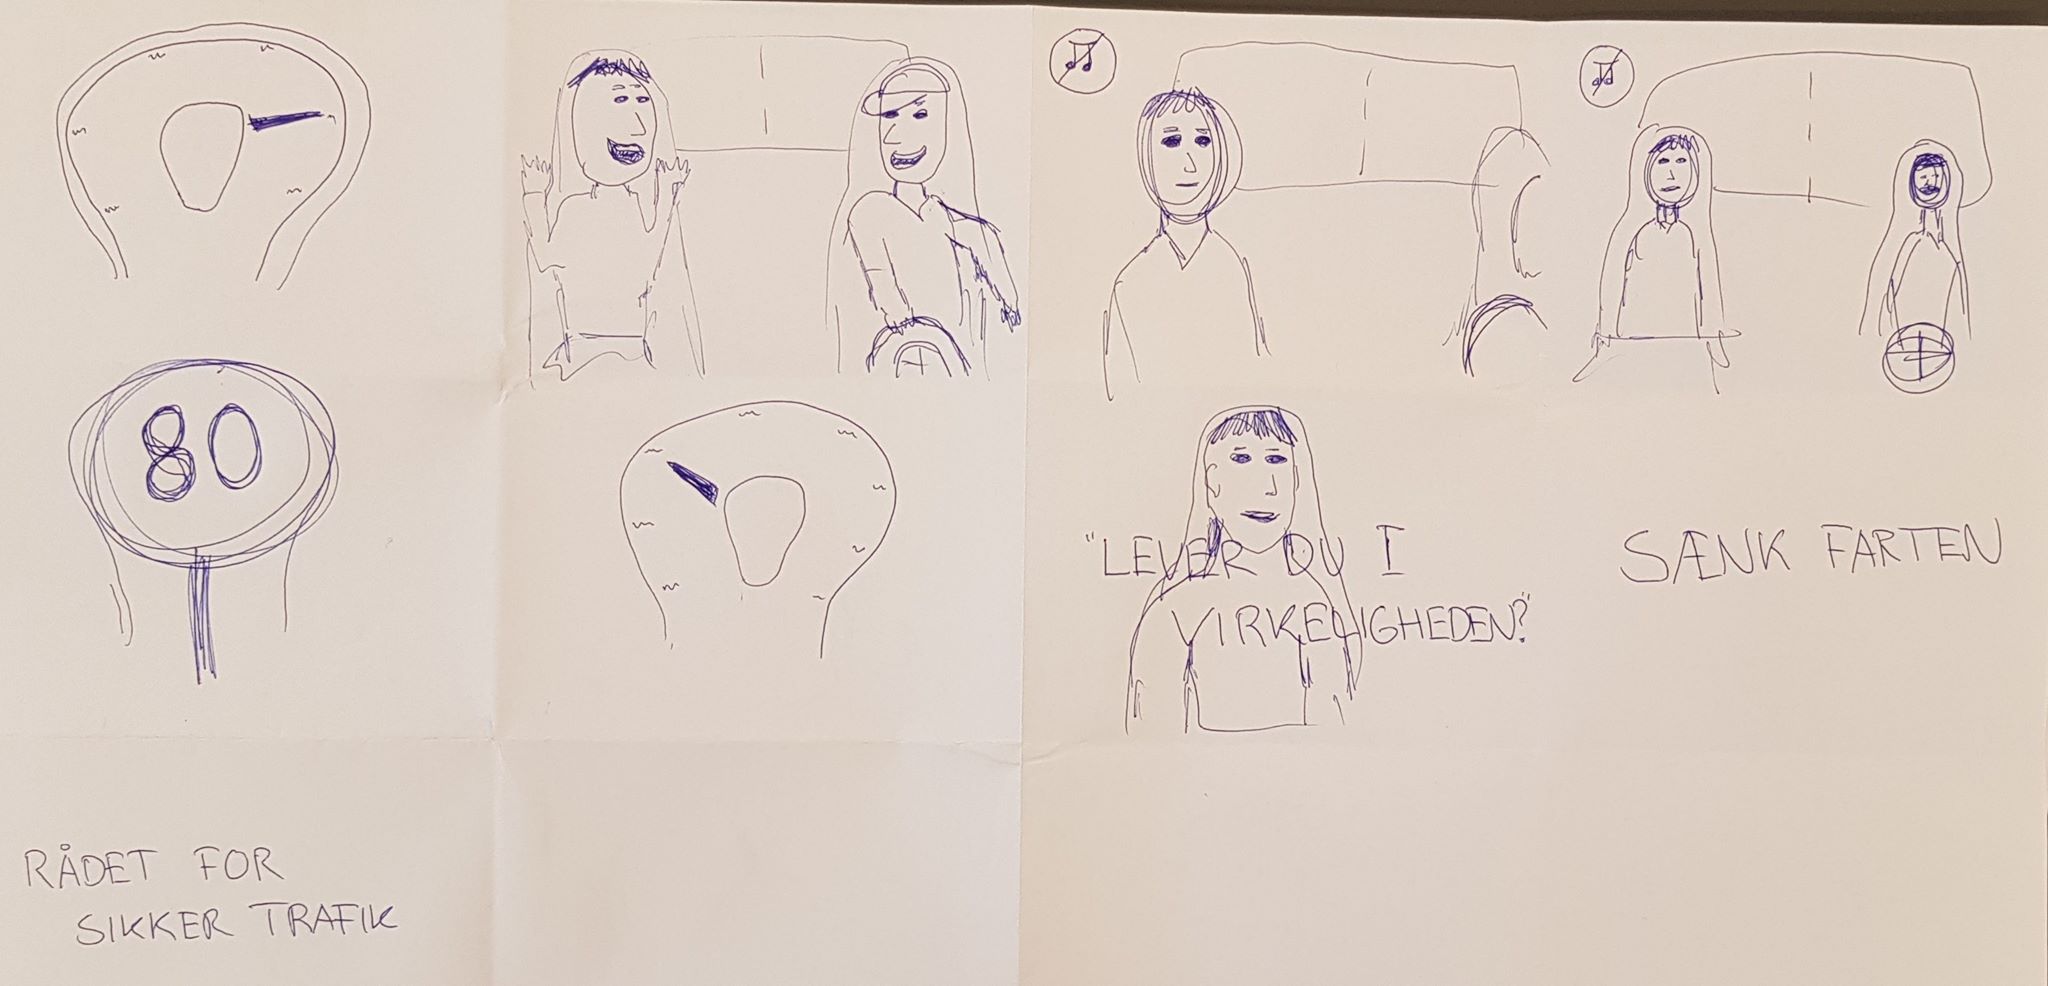 80
"LEVER DU I
VIRKELIGHEDEN?"
SÆNK FARTEN
RÅDET FOR
SIKKER TRAFIK